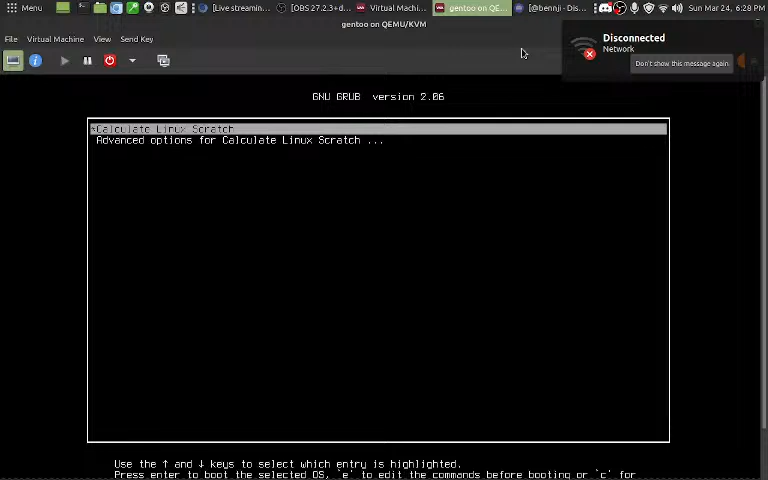 Menu
[Live streamin...
[OBS 27.2.3+d...
Virtual Machi...
gentoo on QE...
[@bennji - Dis...
Sun Mar 24, 6:28 PM
gentoo on QEMU/KVM
Disconnected
Network
Don't show this message again.
File Virtual Machine View Send Key
GNU GRUB version 2.06
*Calculate Linux Scratch
Advanced options for Calculate Linux Scratch ...
Use the ↑ and ↓ keys to select which entry is highlighted.
Press enter to boot the selected OS, `e' to edit the commands before booting or `c' for